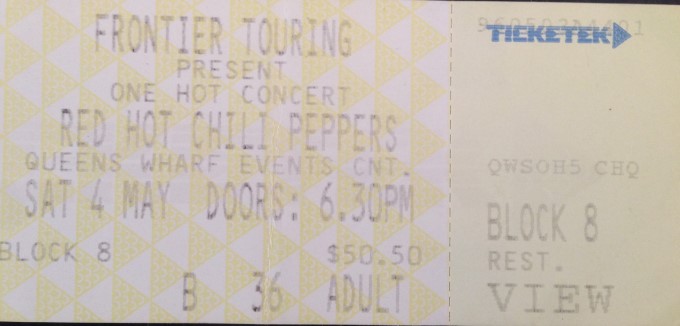 FRONTIER TOURING
PRESENT
ONE HOT CONCERT
RED HOT CHILI PEPPERS
QUEENS WHARF EVENTS CNT.
SAT 4 MAY DOORS: 6.30PM
BLOCK 8 $50.50
B 36 ADULT
TICKETEK
QWSOH5 CHQ
BLOCK 8
REST.
VIEW